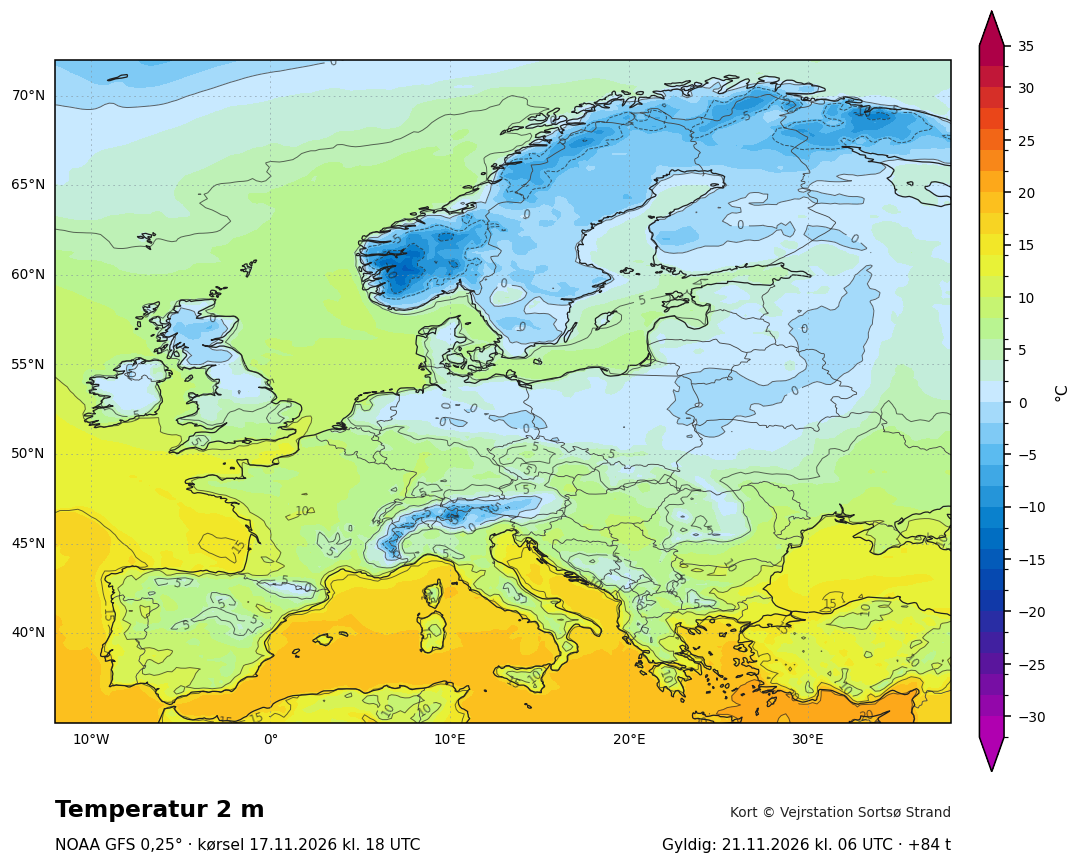 70°N
65°N
60°N
55°N
50°N
45°N
40°N
10°W
0°
10°E
20°E
30°E
35
30
25
20
15
10
5
0
−5
−10
−15
−20
−25
−30
°C
Temperatur 2 m
Kort © Vejrstation Sortsø Strand
NOAA GFS 0,25° · kørsel 17.11.2026 kl. 18 UTC
Gyldig: 21.11.2026 kl. 06 UTC · +84 t